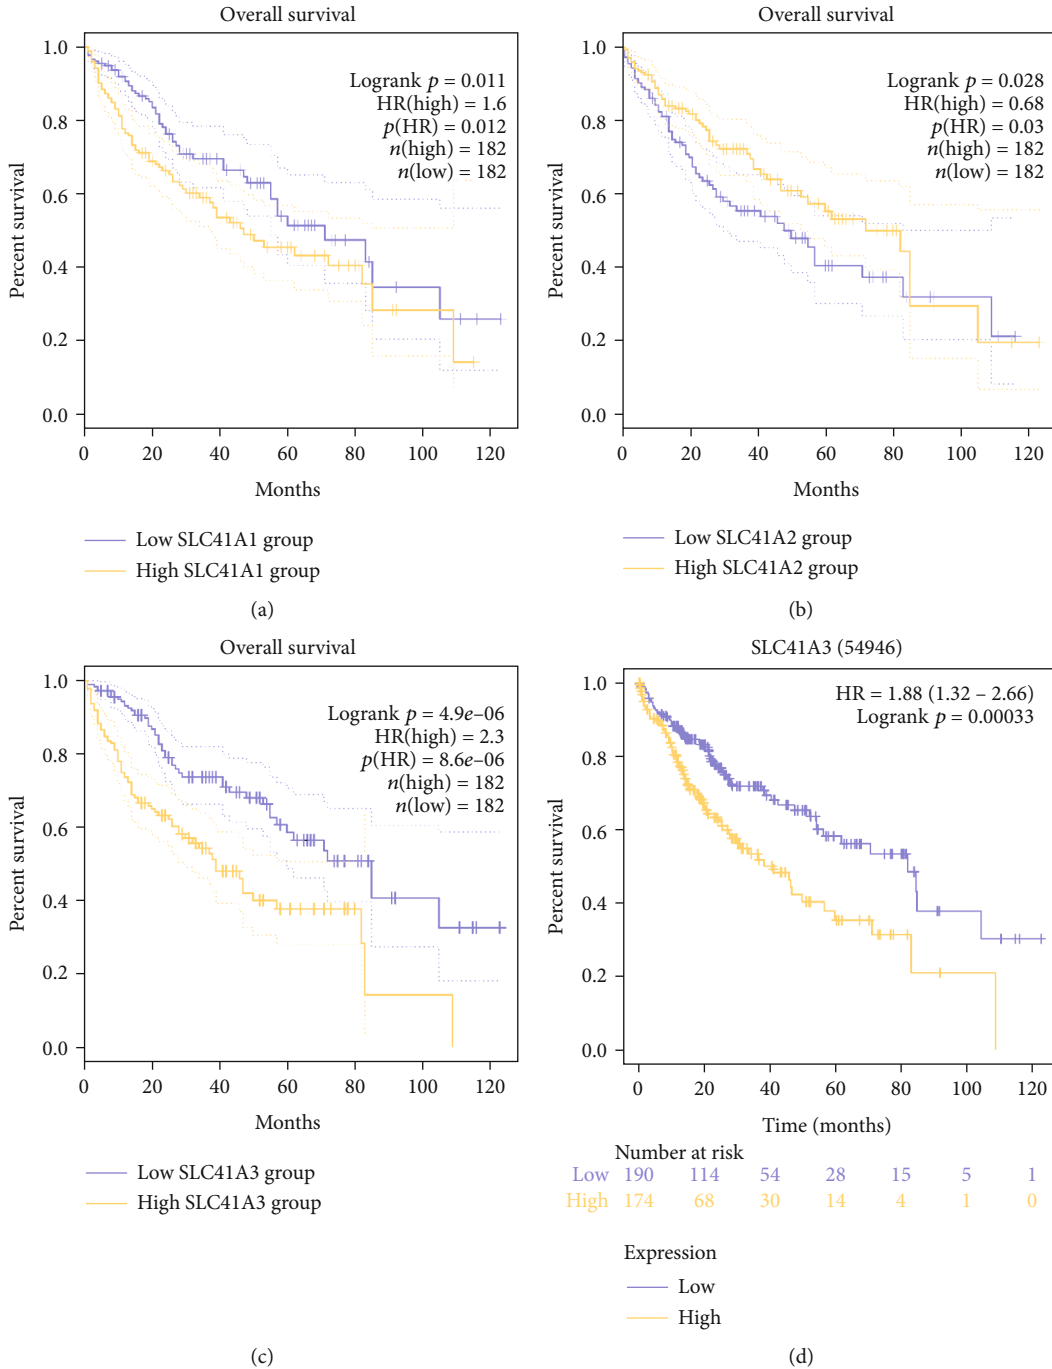 Overall survival
Percent survival
1.0
0.8
0.6
0.4
0.2
0.0
Logrank p = 0.011
HR(high) = 1.6
p(HR) = 0.012
n(high) = 182
n(low) = 182
0 20 40 60 80 100 120
Months
Low SLC41A1 group
High SLC41A1 group
(a)
Overall survival
Percent survival
1.0
0.8
0.6
0.4
0.2
0.0
Logrank p = 0.028
HR(high) = 0.68
p(HR) = 0.03
n(high) = 182
n(low) = 182
0 20 40 60 80 100 120
Months
Low SLC41A2 group
High SLC41A2 group
(b)
Overall survival
Percent survival
1.0
0.8
0.6
0.4
0.2
0.0
Logrank p = 4.9e–06
HR(high) = 2.3
p(HR) = 8.6e–06
n(high) = 182
n(low) = 182
0 20 40 60 80 100 120
Months
Low SLC41A3 group
High SLC41A3 group
(c)
SLC41A3 (54946)
Percent survival
1.0
0.8
0.6
0.4
0.2
0.0
HR = 1.88 (1.32 – 2.66)
Logrank p = 0.00033
0 20 40 60 80 100 120
Time (months)
Number at risk
Low 190 114 54 28 15 5 1
High 174 68 30 14 4 1 0
Expression
Low
High
(d)